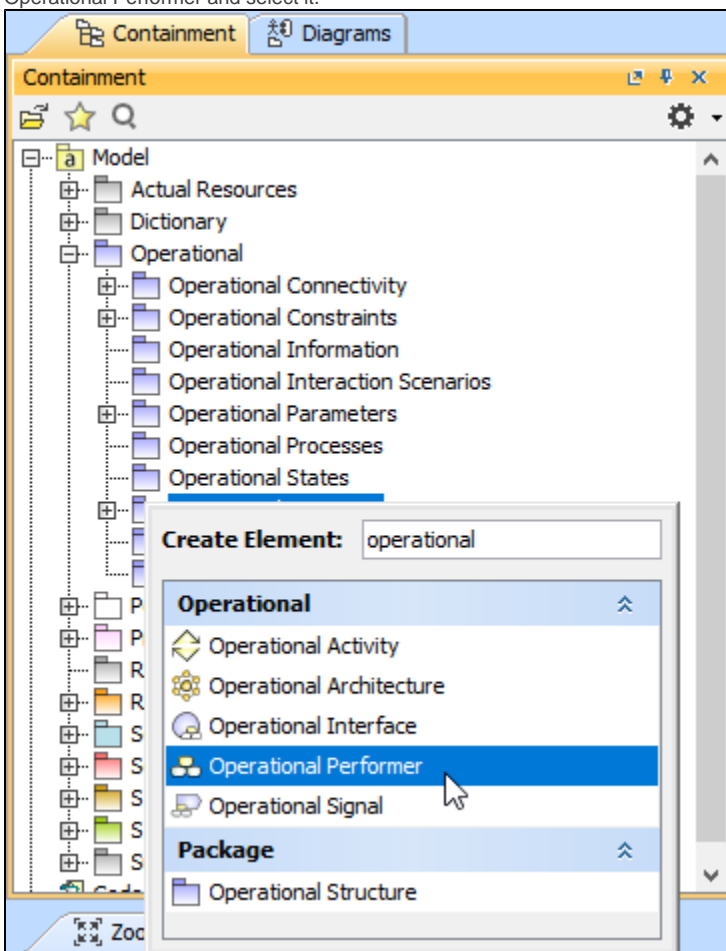 Operational Performer and select it.
Containment
Diagrams
Containment
Model
Actual Resources
Dictionary
Operational
Operational Connectivity
Operational Constraints
Operational Information
Operational Interaction Scenarios
Operational Parameters
Operational Processes
Operational States
Create Element: operational
Operational
Operational Activity
Operational Architecture
Operational Interface
Operational Performer
Operational Signal
Package
Operational Structure
P
P
R
R
S
S
S
S
S
Zoo